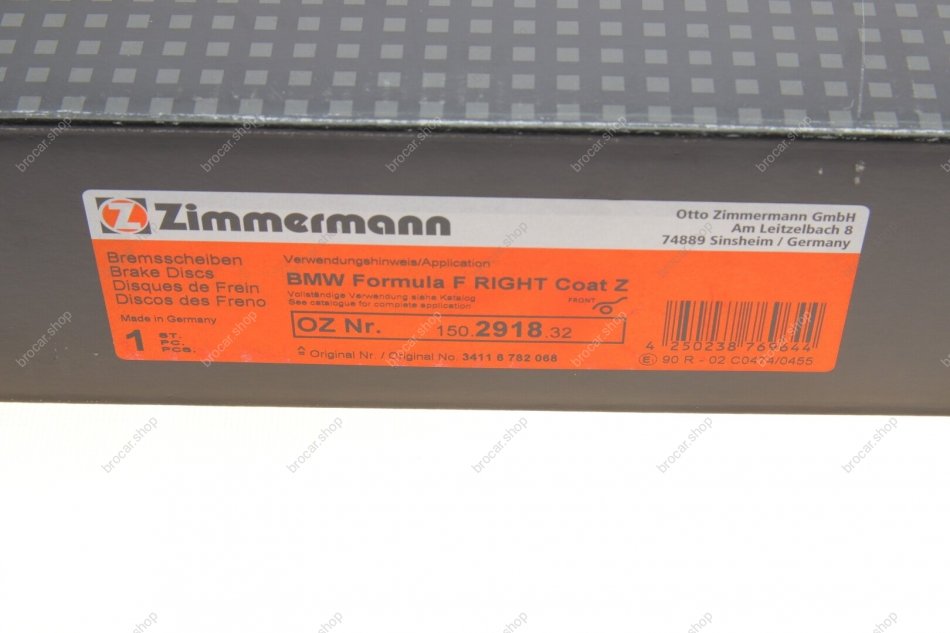 Z Zimmermann
Otto Zimmermann GmbH
Am Leitzelbach 8
74889 Sinsheim / Germany
Bremsscheiben
Brake Discs
Disques de Frein
Discos des Freno
Made in Germany
1 ST.
PC.
PCS.
Verwendungshinweis/Application
BMW Formula F RIGHT Coat Z
Vollständige Verwendung siehe Katalog
See catalogue for complete application
FRONT
OZ Nr. 150.2918.32
Original Nr. / Original No. 3411 6 782 088
4 250238 769644
E1 90 R - 02 C0474/0455
brocar.shop